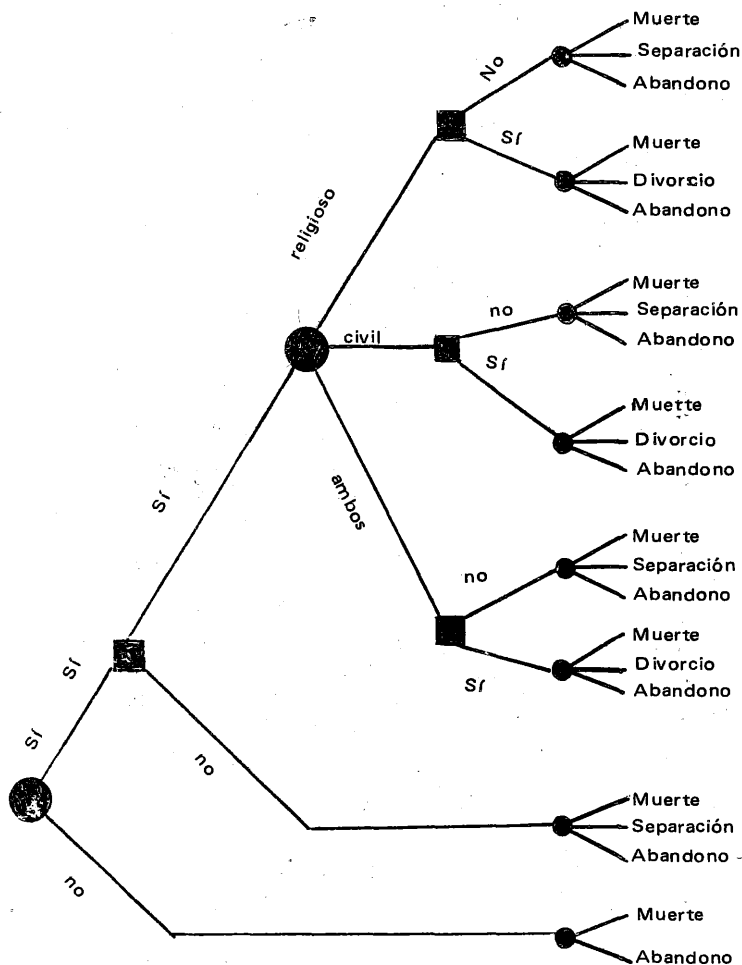 Muerte
No
Separación
Abandono
Sí
Muerte
Divorcio
Abandono
religioso
Muerte
no
Separación
civil
Abandono
Sí
Muette
Divorcio
Abandono
Sí
ambos
Muerte
no
Separación
Abandono
Muerte
Sí
Divorcio
Sí
Abandono
Sí
no
Muerte
Separación
Abandono
no
Muerte
Abandono